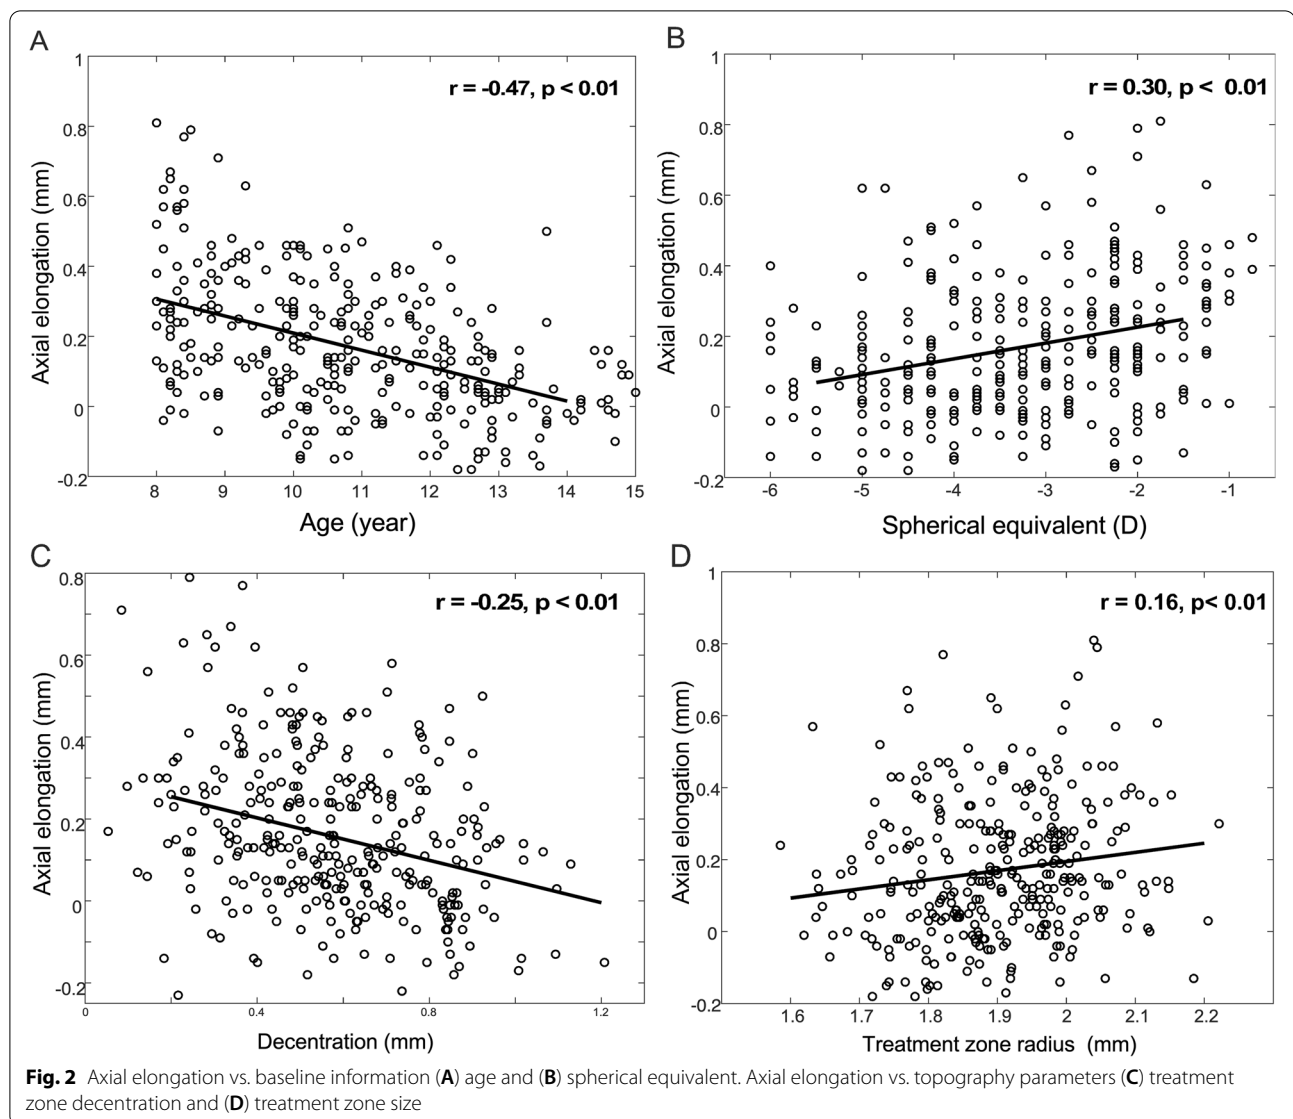 A
1
0.8
0.6
0.4
0.2
0
-0.2
8 9 10 11 12 13 14 15
Axial elongation (mm)
Age (year)
r = -0.47, p < 0.01
B
1
0.8
0.6
0.4
0.2
0
-0.2
-6 -5 -4 -3 -2 -1
Axial elongation (mm)
Spherical equivalent (D)
r = 0.30, p < 0.01
C
0.8
0.6
0.4
0.2
0
-0.2
0 0.4 0.8 1.2
Axial elongation (mm)
Decentration (mm)
r = -0.25, p < 0.01
D
1
0.8
0.6
0.4
0.2
0
-0.2
1.6 1.7 1.8 1.9 2 2.1 2.2
Axial elongation (mm)
Treatment zone radius (mm)
r = 0.16, p< 0.01
Fig. 2 Axial elongation vs. baseline information (A) age and (B) spherical equivalent. Axial elongation vs. topography parameters (C) treatment
zone decentration and (D) treatment zone size